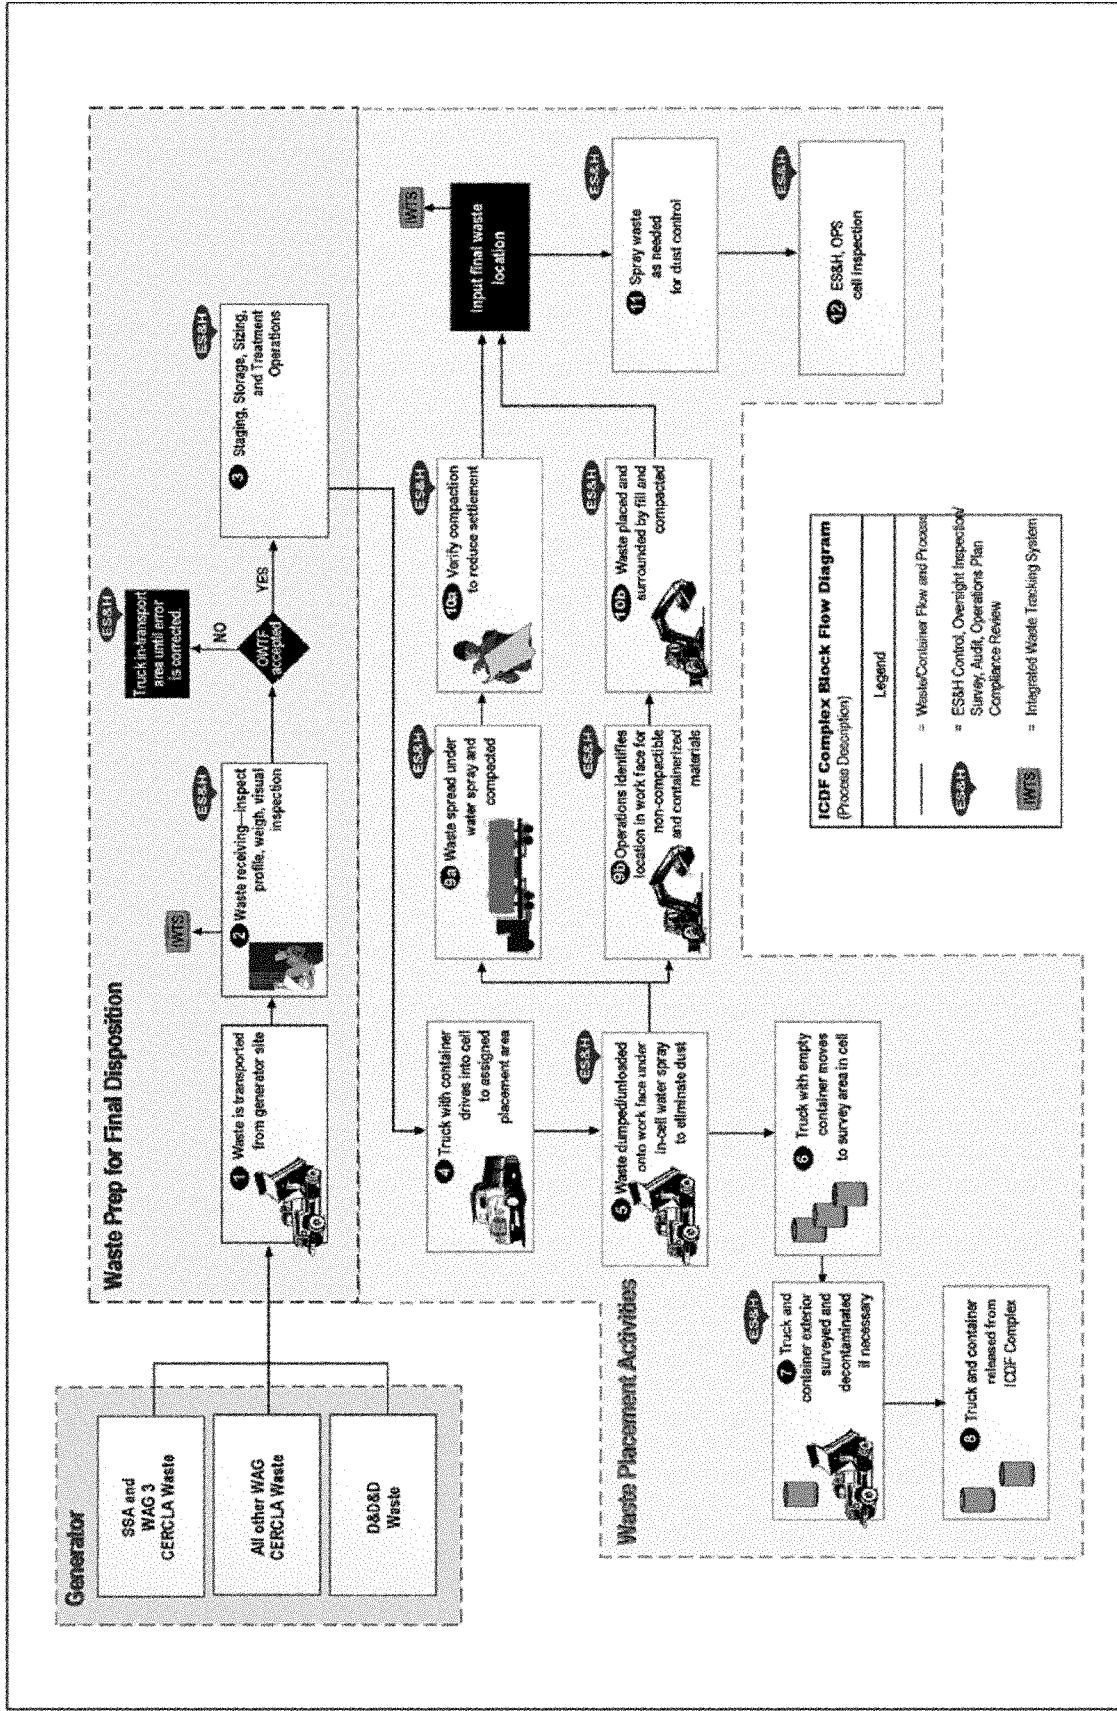 Generator
SSA and
WAG 3
CERCLA Waste
All other WAG
CERCLA Waste
D&D&D
Waste
Waste Prep for Final Disposition
1 Waste is transported
from generator site
IWTS
2 Waste receiving—inspect
profile, weigh, visual
inspection
ES&H
OWTF
accepted
NO
YES
Truck in-transport
area until error
is corrected.
ES&H
3 Staging, Storage, Sizing,
and Treatment
Operations
ES&H
Waste Placement Activities
4 Truck with container
drives into cell
to assigned
placement area
5 Waste dumped/unloaded
onto work face under
in-cell water spray
to eliminate dust
ES&H
6 Truck with empty
container moves
to survey area in cell
7 Truck and
container exterior
surveyed and
decontaminated
if necessary
ES&H
8 Truck and container
released from
ICDF Complex
9a Waste spread under
water spray and
compacted
ES&H
9b Operations identifies
location in work face for
non-compactible
and containerized
materials
ES&H
10a Verify compaction
to reduce settlement
ES&H
10b Waste placed and
surrounded by fill and
compacted
ES&H
Input final waste
location
IWTS
11 Spray waste
as needed
for dust control
ES&H
12 ES&H, OPS
cell inspection
ES&H
ICDF Complex Block Flow Diagram
(Process Description)
Legend
= Waste/Container Flow and Process
ES&H = ES&H Control, Oversight Inspection/
Survey, Audit, Operations Plan
Compliance Review
IWTS = Integrated Waste Tracking System